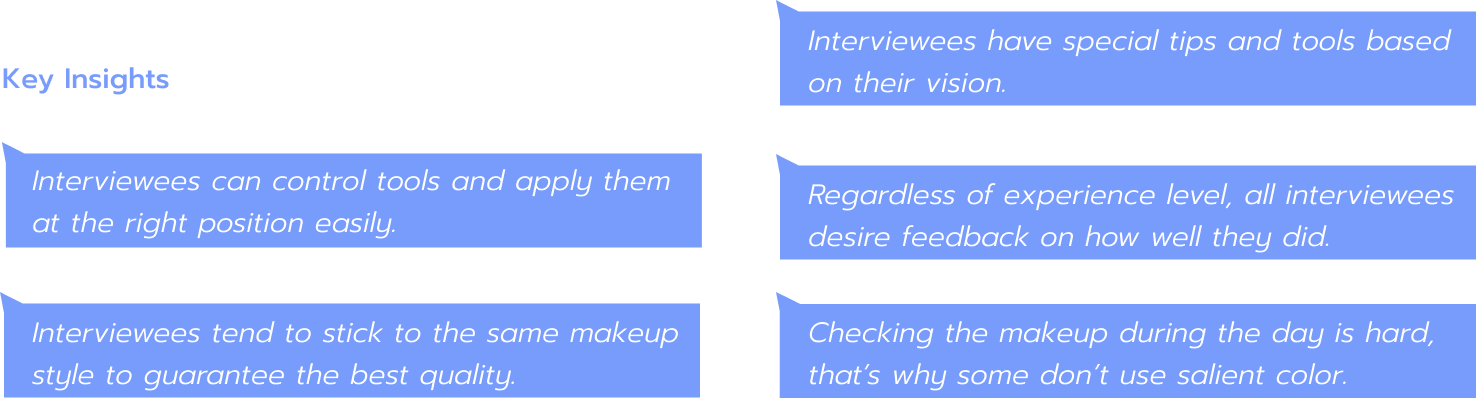 Key Insights
Interviewees can control tools and apply them
at the right position easily.
Interviewees tend to stick to the same makeup
style to guarantee the best quality.
Interviewees have special tips and tools based
on their vision.
Regardless of experience level, all interviewees
desire feedback on how well they did.
Checking the makeup during the day is hard,
that’s why some don’t use salient color.